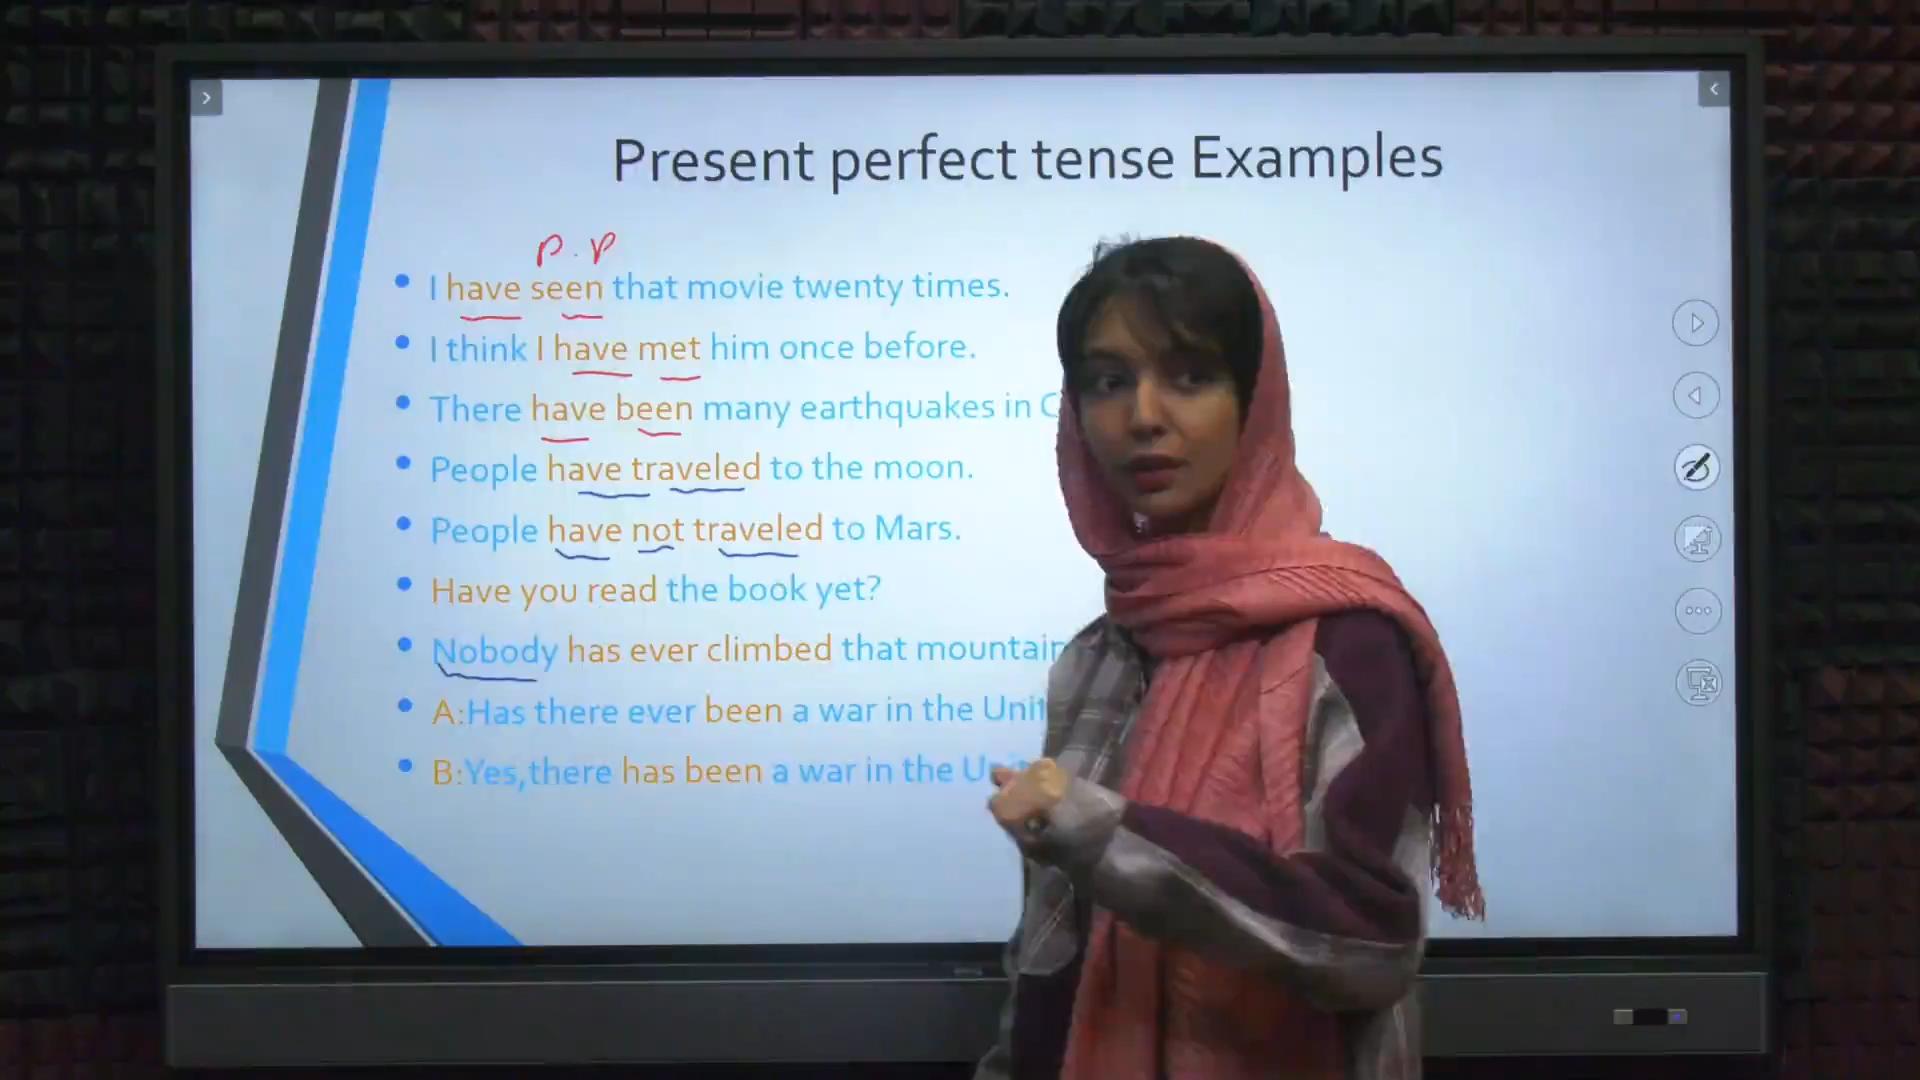 Present perfect tense Examples
P.P
I have seen that movie twenty times.
I think I have met him once before.
There have been many earthquakes in
People have traveled to the moon.
People have not traveled to Mars.
Have you read the book yet?
Nobody has ever climbed that mountain
A:Has there ever been a war in the
B:Yes,there has been a war in the